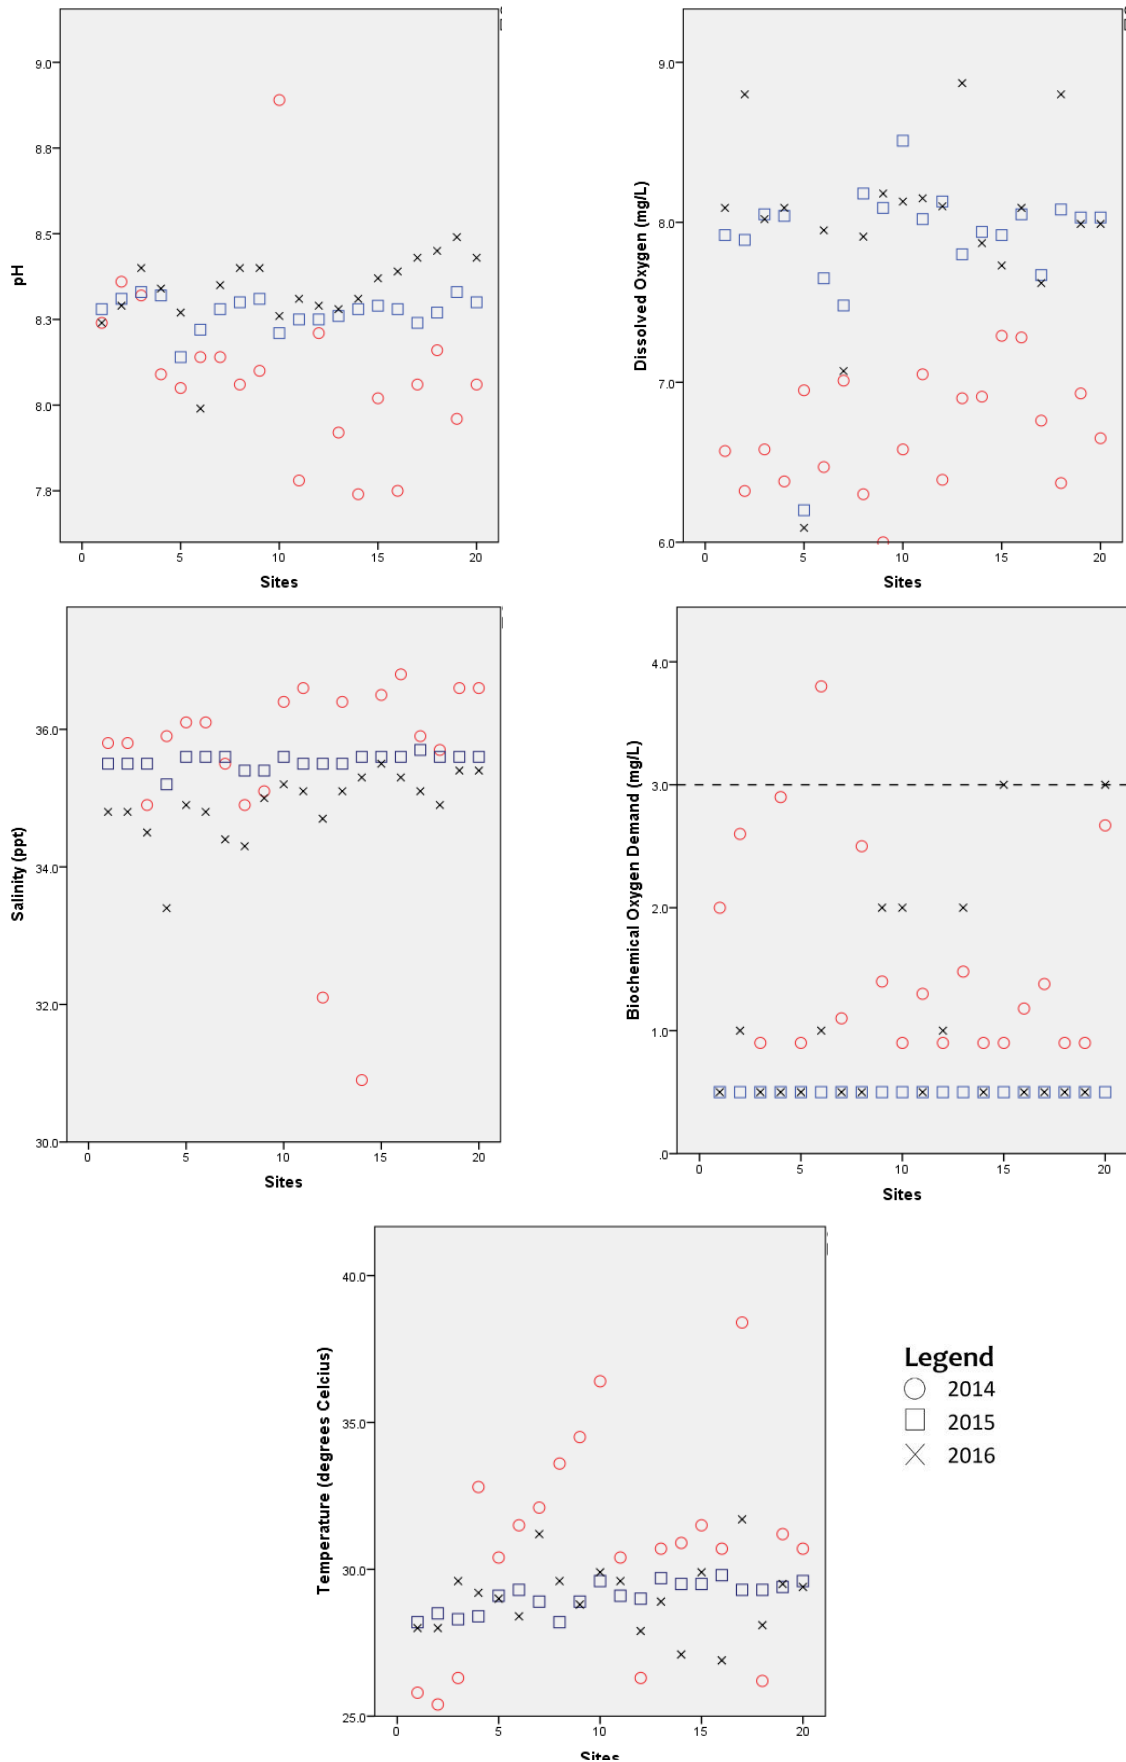 9.0
8.8
8.5
8.3
8.0
7.8
pH
0 5 10 15 20
Sites
9.0
8.0
7.0
6.0
Dissolved Oxygen (mg/L)
0 5 10 15 20
Sites
36.0
34.0
32.0
30.0
Salinity (ppt)
0 5 10 15 20
Sites
4.0
3.0
2.0
1.0
.0
Biochemical Oxygen Demand (mg/L)
0 5 10 15 20
Sites
40.0
35.0
30.0
25.0
Temperature (degrees Celcius)
0 5 10 15 20
Sites
Legend
2014
2015
2016